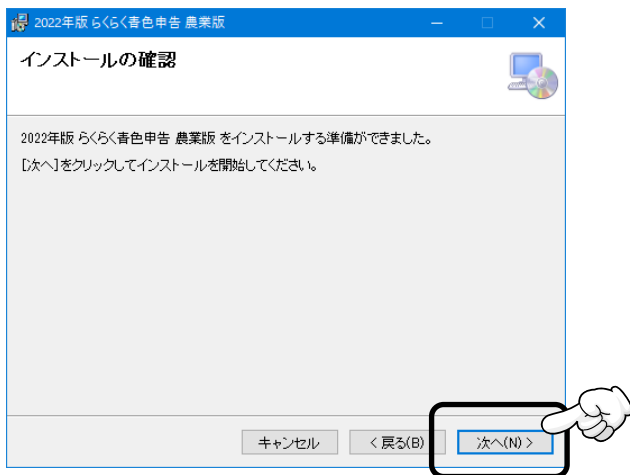 2022年版 らくらく青色申告 農業版
インストールの確認
2022年版 らくらく青色申告 農業版 をインストールする準備ができました。
[次へ]をクリックしてインストールを開始してください。
キャンセル
< 戻る(B)
次へ(N) >